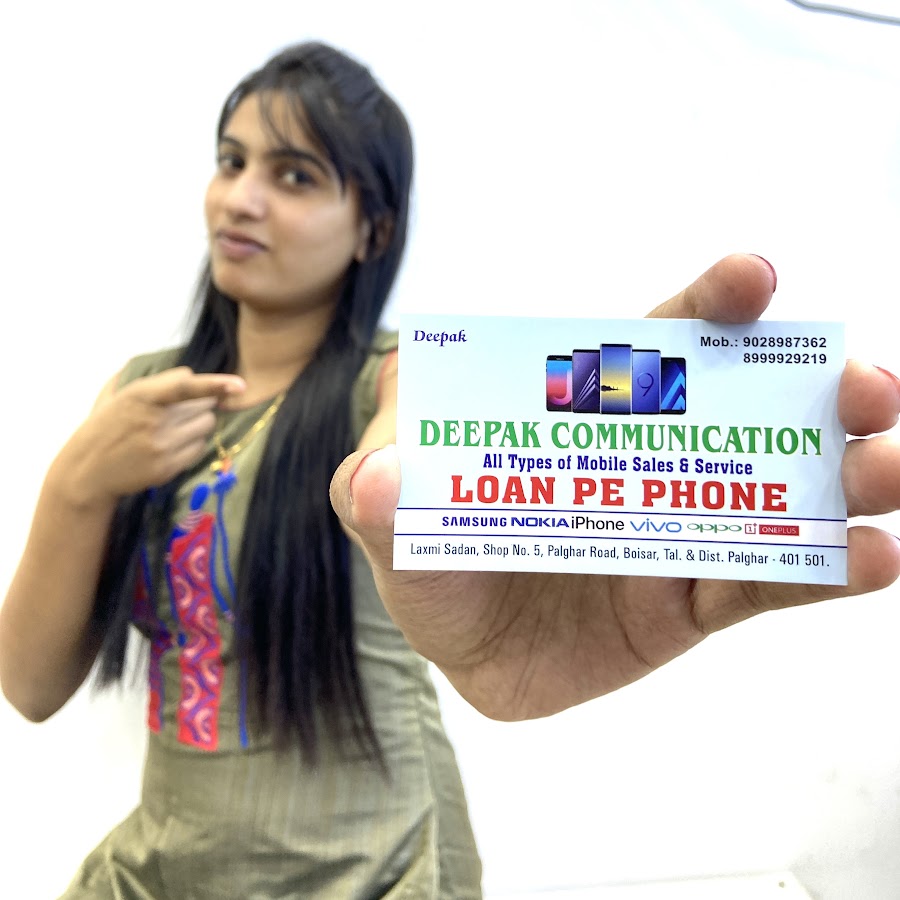 Deepak
Mob.: 9028987362
8999929219
DEEPAK COMMUNICATION
All Types of Mobile Sales & Service
LOAN PE PHONE
SAMSUNG NOKIA iPhone vivo oppo 1+ ONEPLUS
Laxmi Sadan, Shop No. 5, Palghar Road, Boisar, Tal. & Dist. Palghar - 401 501.